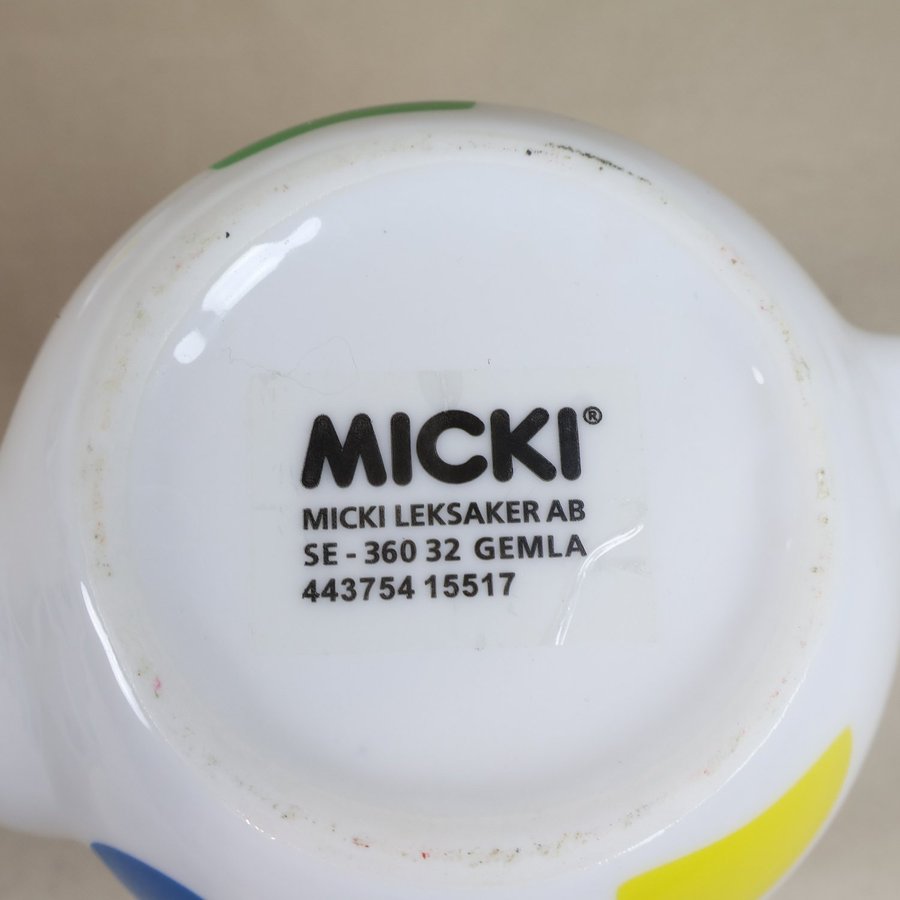 MICKI®
MICKI LEKSAKER AB
SE - 360 32 GEMLA
443754 15517